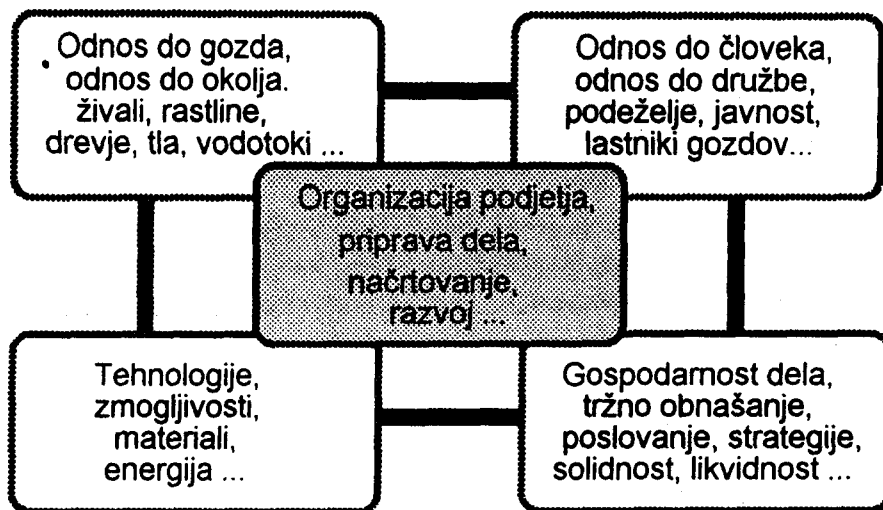 Odnos do gozda,
odnos do okolja.
živali, rastline,
drevje, tla, vodotoki ...
Odnos do človeka,
odnos do družbe,
podeželje, javnost,
lastniki gozdov...
Organizacija podjetja,
priprava dela,
načrtovanje,
razvoj ...
Tehnologije,
zmogljivosti,
materiali,
energija ...
Gospodarnost dela,
tržno obnašanje,
poslovanje, strategije,
solidnost, likvidnost ...